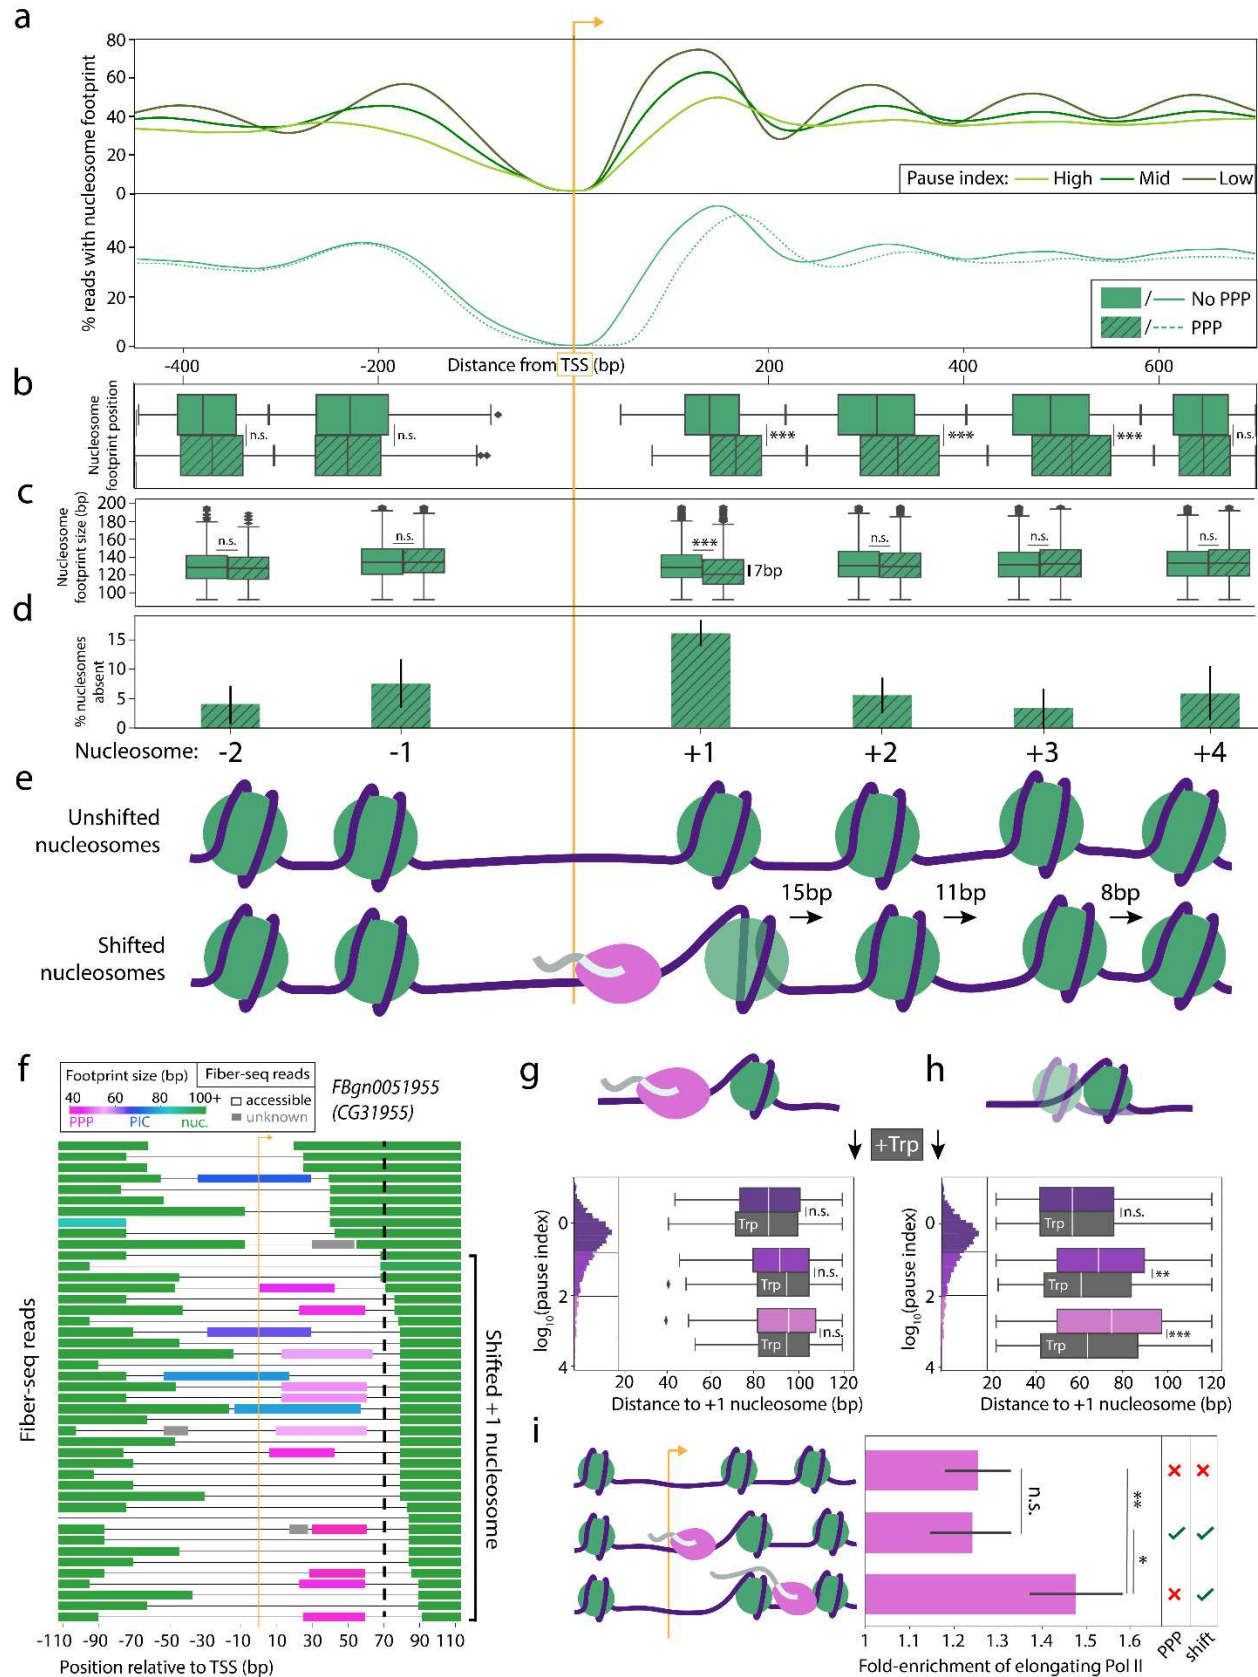 a
80
60
40
20
0
% reads with nucleosome footprint
Pause index: High Mid Low
40
20
0
/ No PPP
/ PPP
-400 -200 Distance from TSS (bp) 200 400 600
b
Nucleosome
footprint position
n.s. n.s. *** *** *** n.s.
c
Nucleosome
footprint size (bp)
200
180
160
140
120
100
n.s. n.s. *** n.s. n.s. n.s.
7bp
d
% nuclesomes
absent
15
10
5
0
Nucleosome: -2 -1 +1 +2 +3 +4
e
Unshifted
nucleosomes
15bp 11bp 8bp
Shifted
nucleosomes
f
Footprint size (bp) Fiber-seq reads
40 60 80 100+
PPP PIC nuc.
accessible
unknown
FBgn0051955
(CG31955)
Fiber-seq reads
Shifted +1 nucleosome
-110 -90 -70 -50 -30 -10 10 30 50 70 90 110
Position relative to TSS (bp)
g
h
+Trp
log10(pause index)
0
2
4
Trp
n.s.
Trp
n.s.
Trp
n.s.
20 40 60 80 100 120
Distance to +1 nucleosome (bp)
log10(pause index)
0
2
4
Trp
n.s.
Trp
**
Trp
***
20 40 60 80 100 120
Distance to +1 nucleosome (bp)
i
n.s.
**
*
1 1.1 1.2 1.3 1.4 1.5 1.6
Fold-enrichment of elongating Pol II
PPP
shift